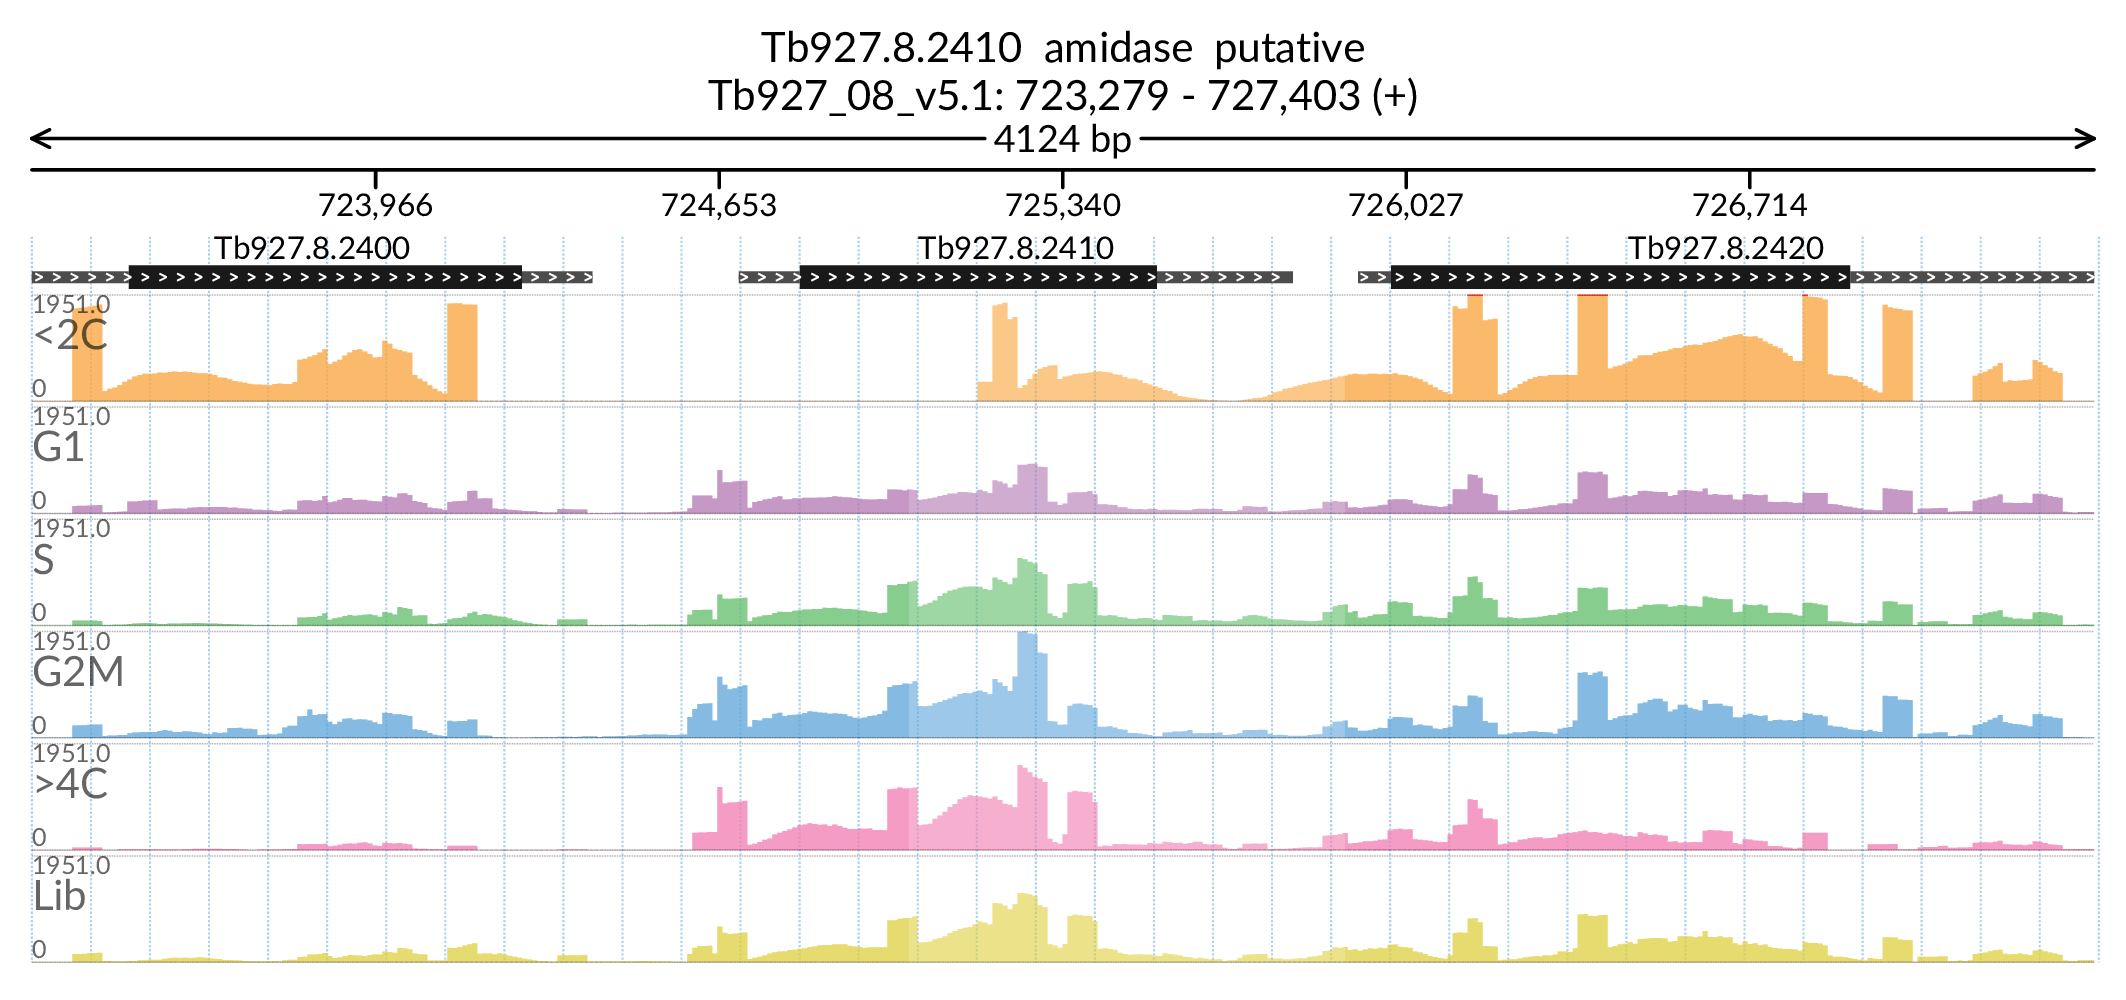 Tb927.8.2410 amidase putative
Tb927_08_v5.1: 723,279 - 727,403 (+)
4124 bp
723,966 724,653 725,340 726,027 726,714
Tb927.8.2400 Tb927.8.2410 Tb927.8.2420
1951.0
<2C
0
1951.0
G1
0
1951.0
S
0
1951.0
G2M
0
1951.0
>4C
0
1951.0
Lib
0